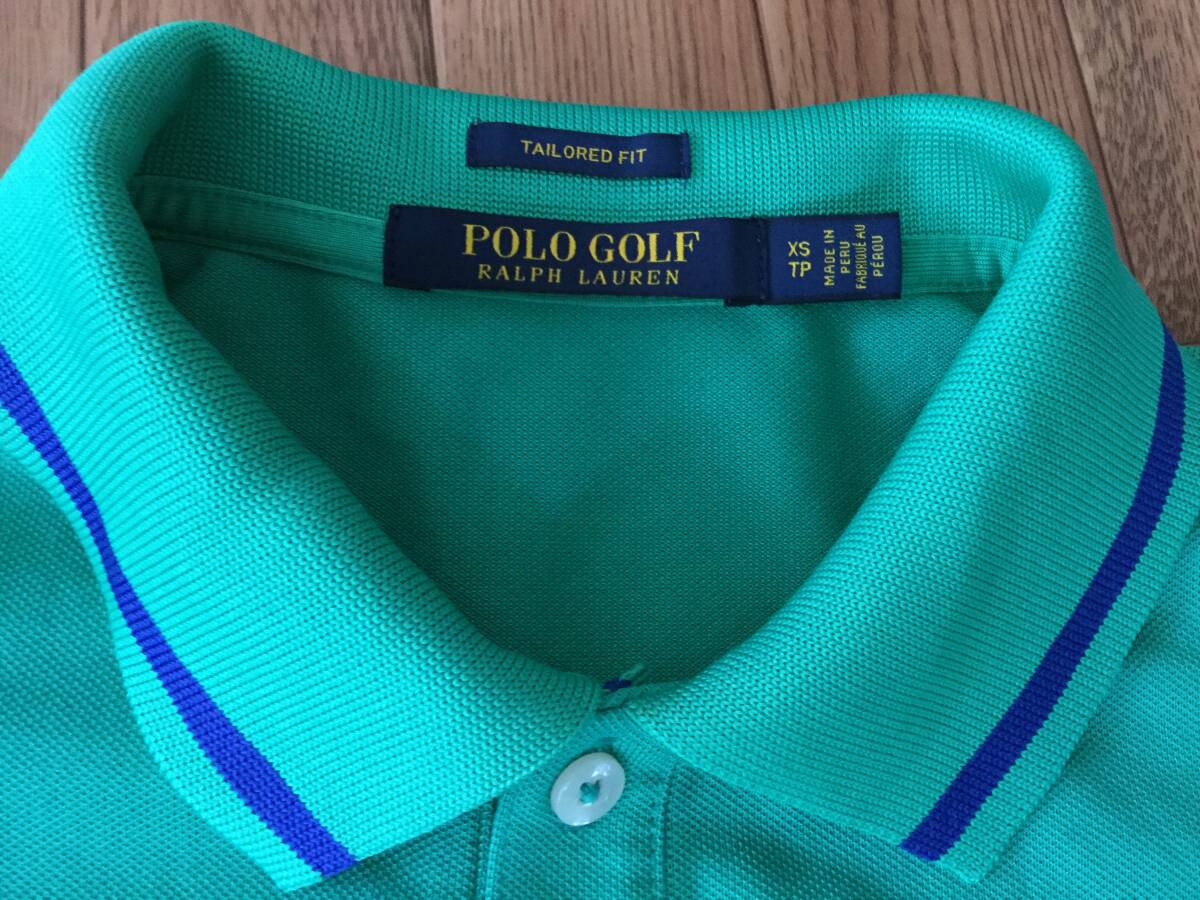 TAILORED FIT
POLO GOLF
RALPH LAUREN
XS
TP
MADE IN
PERU
FABRIQUÉ AU
PÉROU